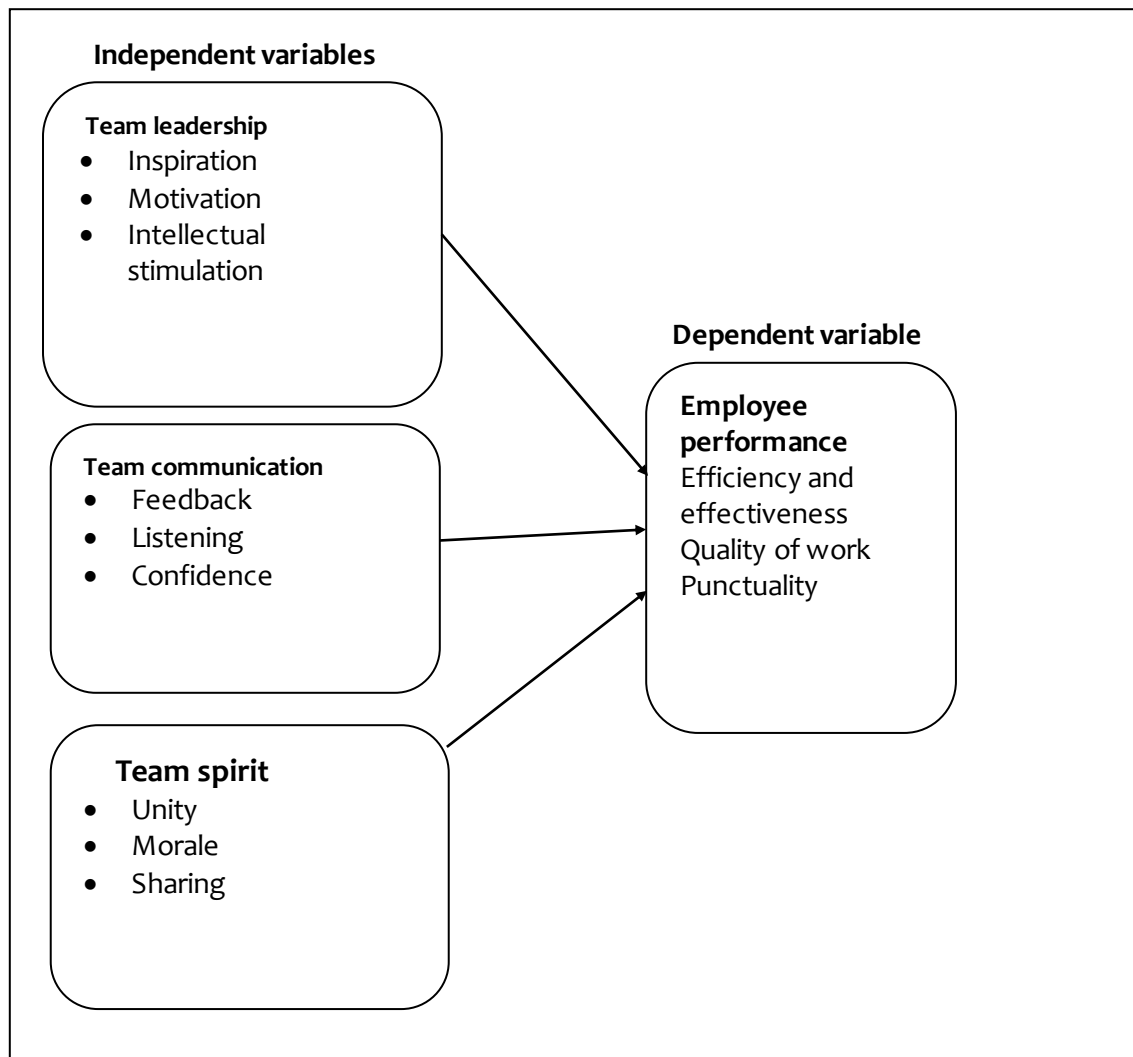 Independent variables
Team leadership
• Inspiration
• Motivation
• Intellectual
stimulation
Team communication
• Feedback
• Listening
• Confidence
Team spirit
• Unity
• Morale
• Sharing
Dependent variable
Employee
performance
Efficiency and
effectiveness
Quality of work
Punctuality